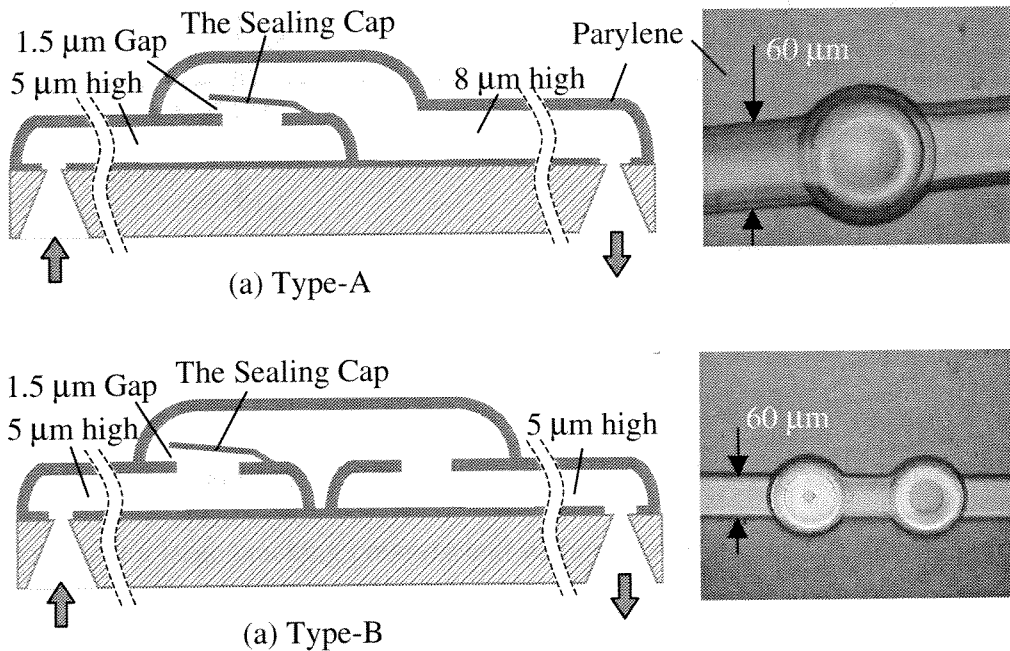 The Sealing Cap
1.5 μm Gap
5 μm high
8 μm high
Parylene
60 μm
(a) Type-A
The Sealing Cap
1.5 μm Gap
5 μm high
5 μm high
60 μm
(a) Type-B